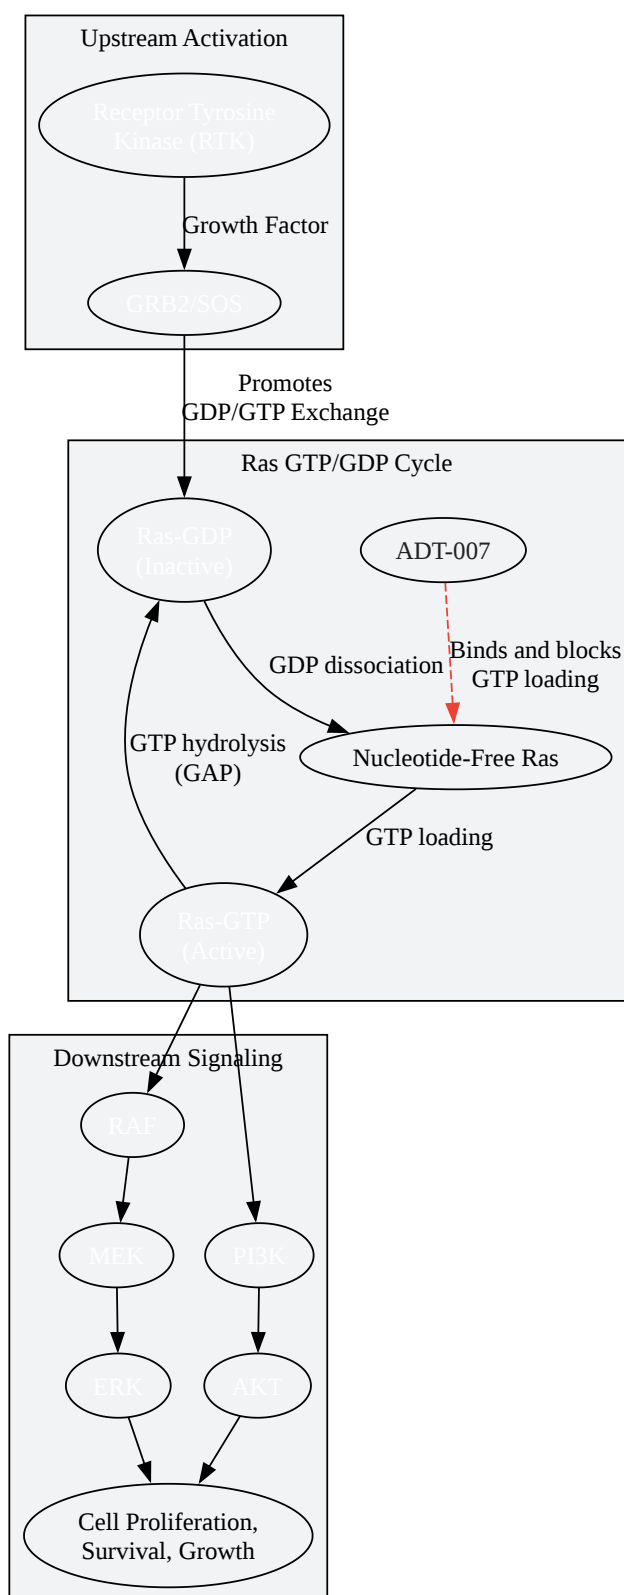 Upstream Activation
Receptor Tyrosine
Kinase (RTK)
Growth Factor
GRB2/SOS
Promotes
GDP/GTP Exchange
Ras GTP/GDP Cycle
Ras-GDP
(Inactive)
ADT-007
Binds and blocks
GTP loading
GDP dissociation
GTP hydrolysis
(GAP)
Nucleotide-Free Ras
GTP loading
Ras-GTP
(Active)
Downstream Signaling
RAF
MEK
PI3K
ERK
AKT
Cell Proliferation,
Survival, Growth